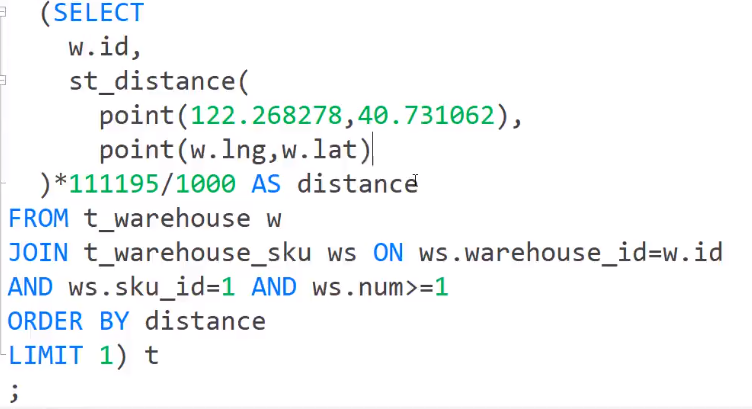 (SELECT
w.id,
st_distance(
point(122.268278,40.731062),
point(w.lng,w.lat)
)*111195/1000 AS distance
FROM t_warehouse w
JOIN t_warehouse_sku ws ON ws.warehouse_id=w.id
AND ws.sku_id=1 AND ws.num>=1
ORDER BY distance
LIMIT 1) t
;